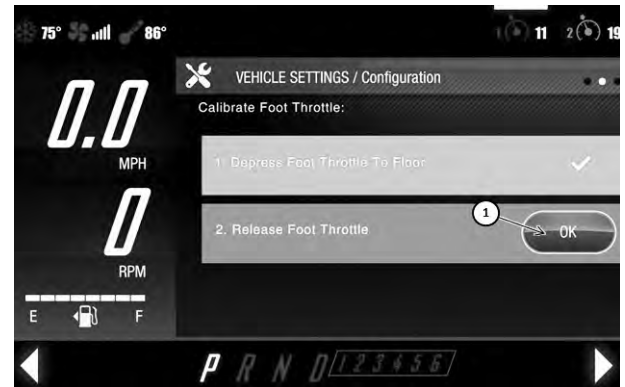 75° 86° 1 11 2 19
VEHICLE SETTINGS / Configuration
Calibrate Foot Throttle:
0.0
MPH
1. Depress Foot Throttle To Floor
1
2. Release Foot Throttle OK
0
RPM
E F
P R N D 1 2 3 4 5 6